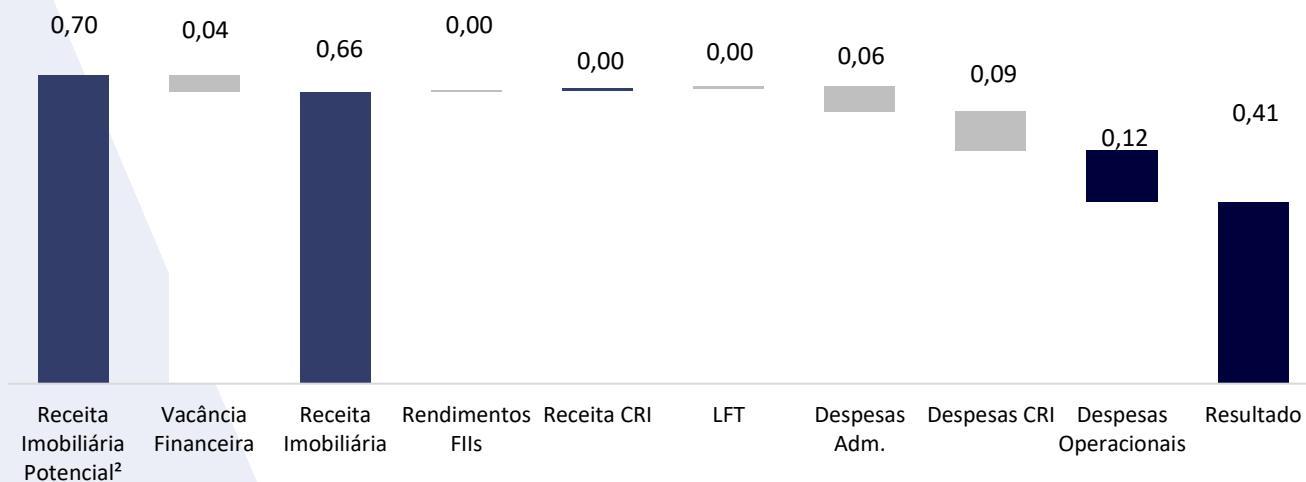 0,70
0,04
0,66
0,00
0,00
0,00
0,06
0,09
0,12
0,41
Receita
Imobiliária
Potencial²
Vacância
Financeira
Receita
Imobiliária
Rendimentos
FIIs
Receita CRI
LFT
Despesas
Adm.
Despesas CRI
Despesas
Operacionais
Resultado